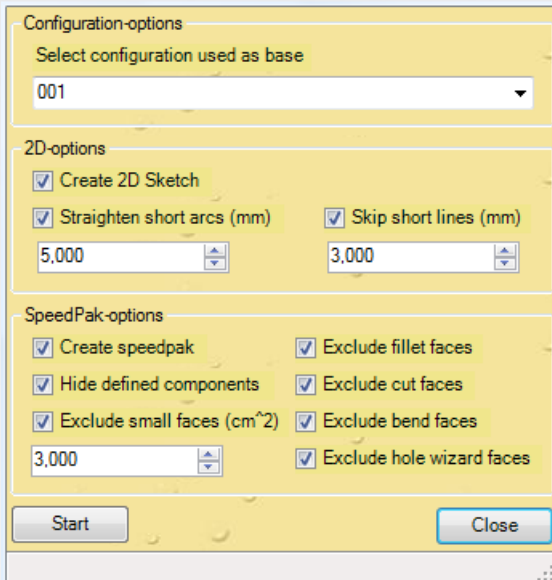 Configuration-options
Select configuration used as base
001
2D-options
Create 2D Sketch
Straighten short arcs (mm) Skip short lines (mm)
5,000 3,000
SpeedPak-options
Create speedpak Exclude fillet faces
Hide defined components Exclude cut faces
Exclude small faces (cm^2) Exclude bend faces
3,000 Exclude hole wizard faces
Start Close